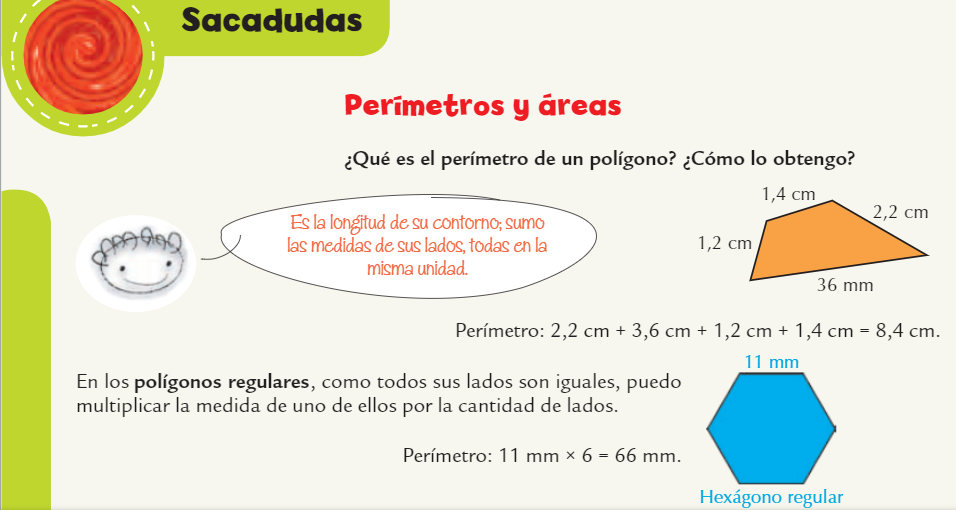 Sacadudas
Perímetros y áreas
¿Qué es el perímetro de un polígono? ¿Cómo lo obtengo?
Es la longitud de su contorno; sumo
las medidas de sus lados, todas en la
misma unidad.
1,4 cm
2,2 cm
1,2 cm
36 mm
Perímetro: 2,2 cm + 3,6 cm + 1,2 cm + 1,4 cm = 8,4 cm.
En los polígonos regulares, como todos sus lados son iguales, puedo
multiplicar la medida de uno de ellos por la cantidad de lados.
Perímetro: 11 mm × 6 = 66 mm.
11 mm
Hexágono regular